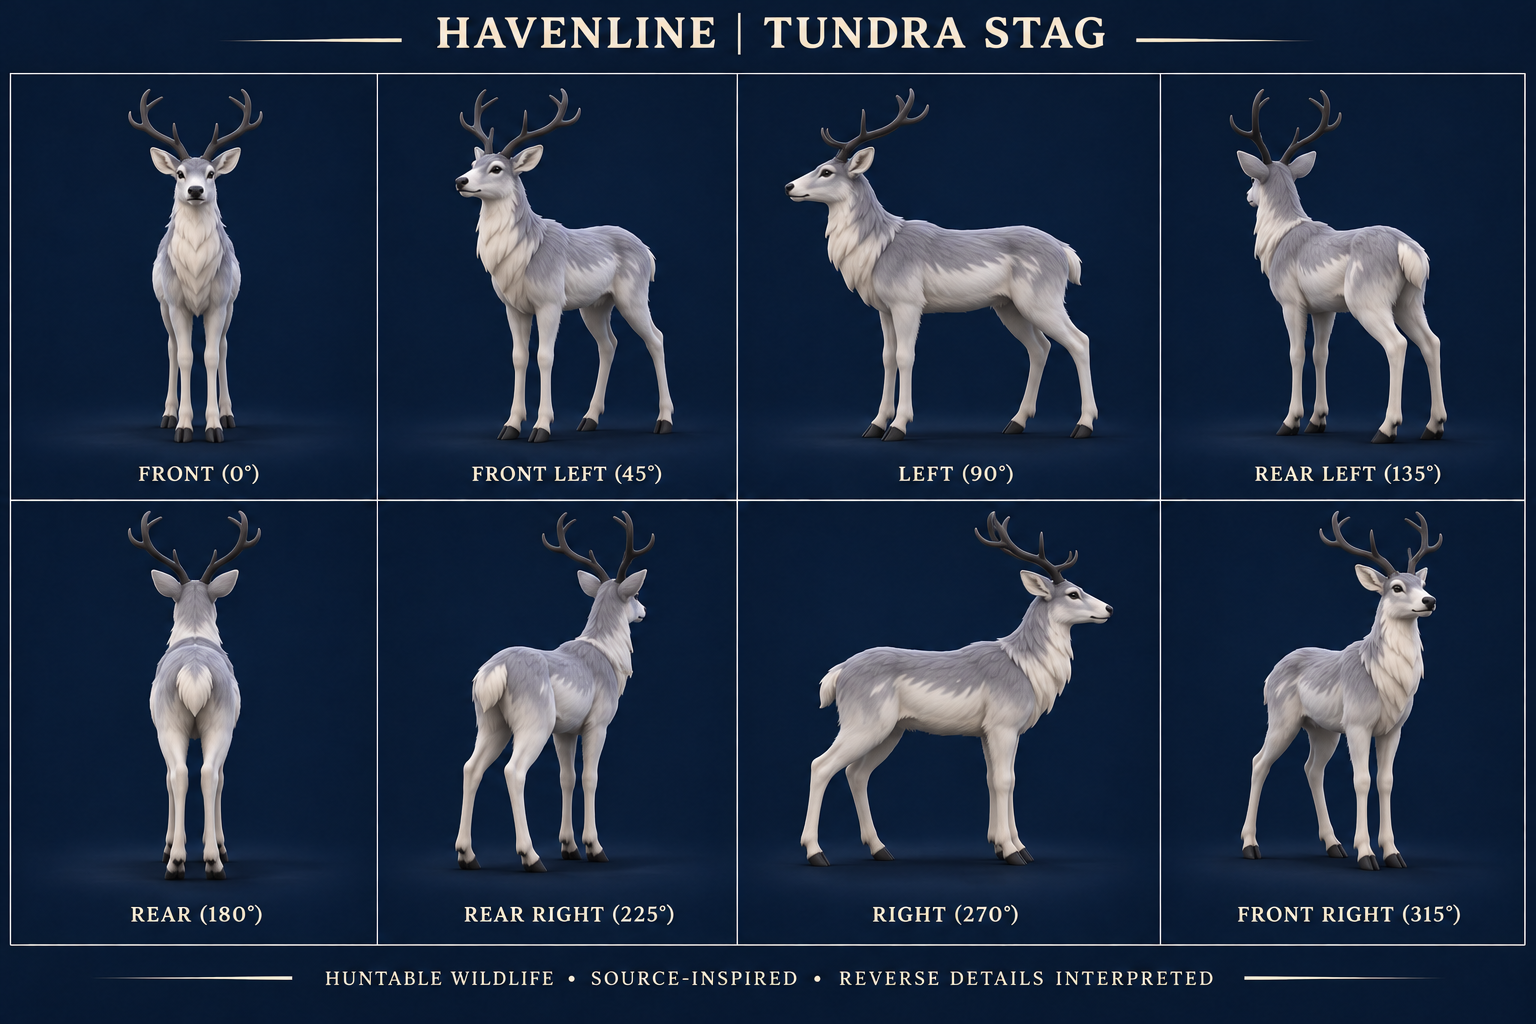 HAVENLINE | TUNDRA STAG
FRONT (0°)
FRONT LEFT (45°)
LEFT (90°)
REAR LEFT (135°)
REAR (180°)
REAR RIGHT (225°)
RIGHT (270°)
FRONT RIGHT (315°)
HUNTABLE WILDLIFE • SOURCE-INSPIRED • REVERSE DETAILS INTERPRETED